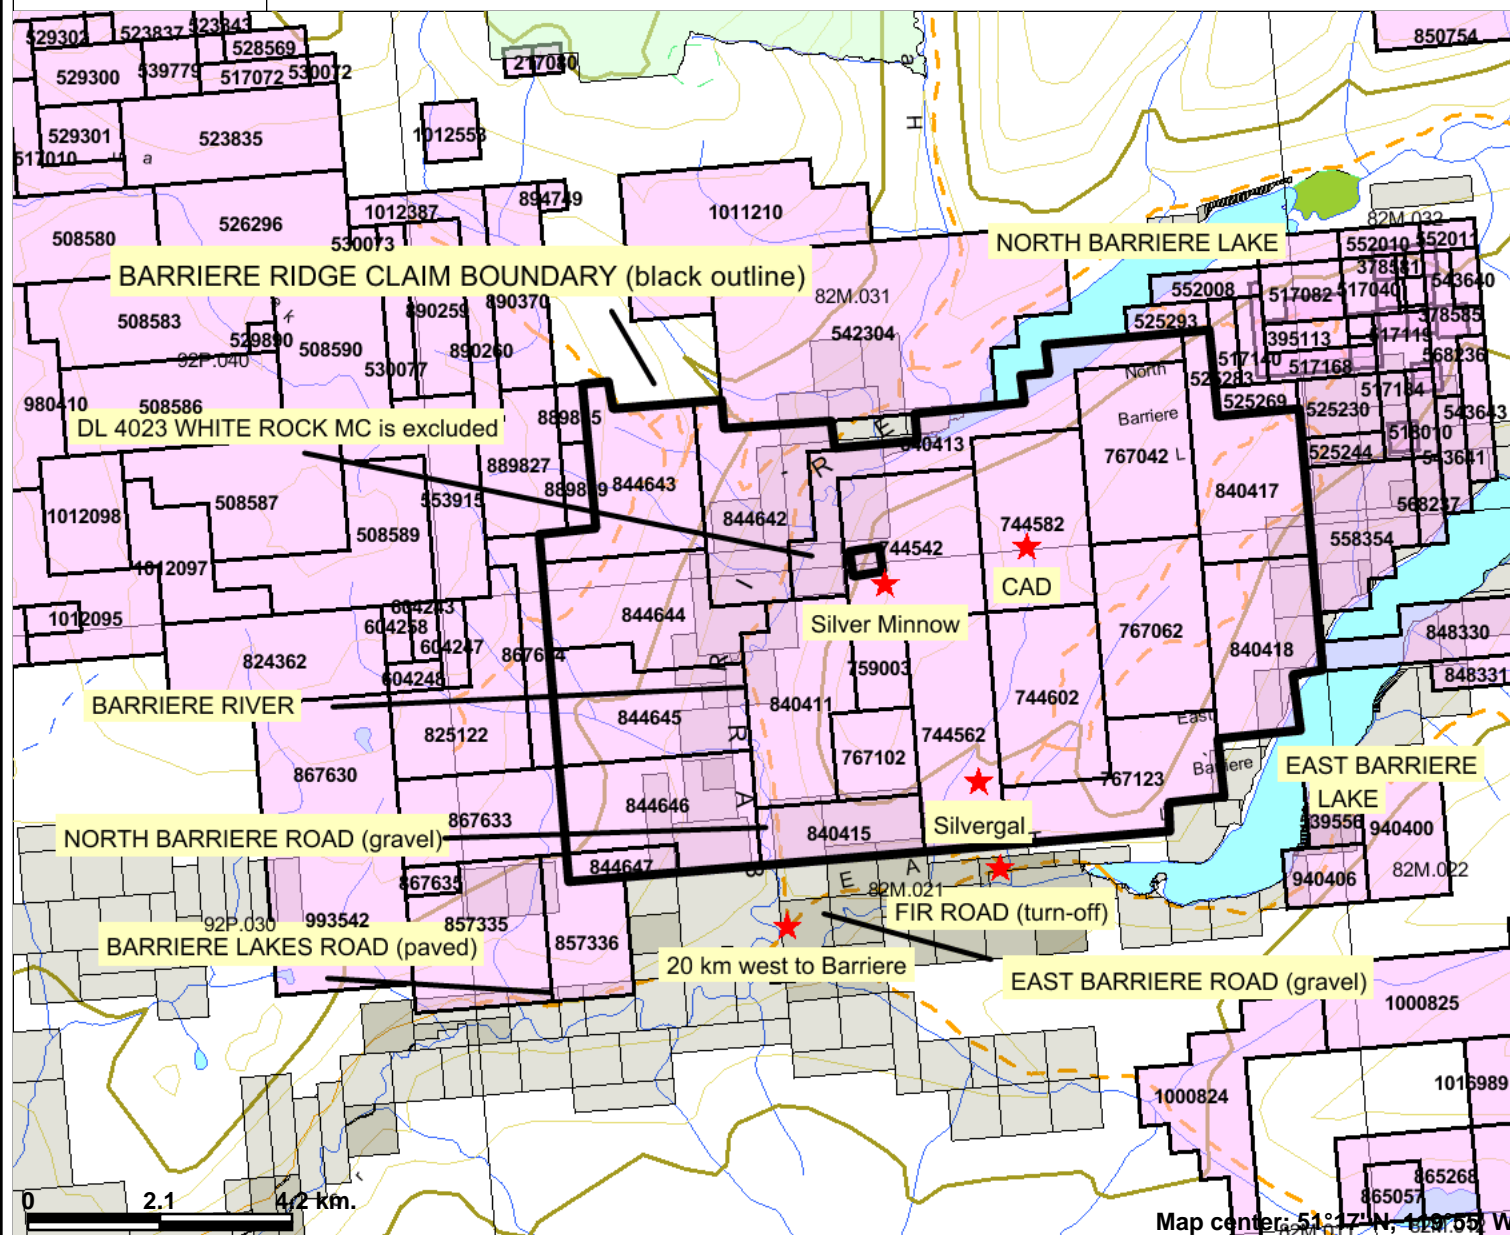 529302
523837
523843
528569
529300
539779
517072
530072
217080
850754
529301
523835
1012553
517010
a
a
H
508580
526296
1012387
894749
1011210
530073
82M.032
NORTH BARRIERE LAKE
552010
552011
BARRIERE RIDGE CLAIM BOUNDARY (black outline)
82M.031
378581
543640
552008
517082
517040
508583
k
890259
890370
525293
378585
542304
529890
508590
890260
395113
517119
92P.040
530077
517140
568236
517168
North
525283
517184
980410
508586
525269
525230
543643
889825
Barriere
DL 4023 WHITE ROCK MC is excluded
E
840413
518010
767042
L
525244
543641
889827
R
I
844643
840417
508587
553915
568237
1012098
844642
744582
508589
744542
558354
1012097
CAD
I
604243
844644
Silver Minnow
1012095
604258
767062
848330
604247
840418
824362
R
759003
604248
848331
BARRIERE RIVER
744602
840411
844645
East
825122
R
744562
767102
Barriere
EAST BARRIERE
LAKE
867630
767123
A
844646
867633
Silvergal
539556
940400
NORTH BARRIERE ROAD (gravel)
840415
844647
B
E
A
82M.021
82M.022
867635
940406
92P.030
993542
857335
FIR ROAD (turn-off)
BARRIERE LAKES ROAD (paved)
857336
20 km west to Barriere
EAST BARRIERE ROAD (gravel)
1000825
1016989
1000824
865268
865057
r
0
2.1
4.2 km.
Map center: 51°17' N, 119°55' W